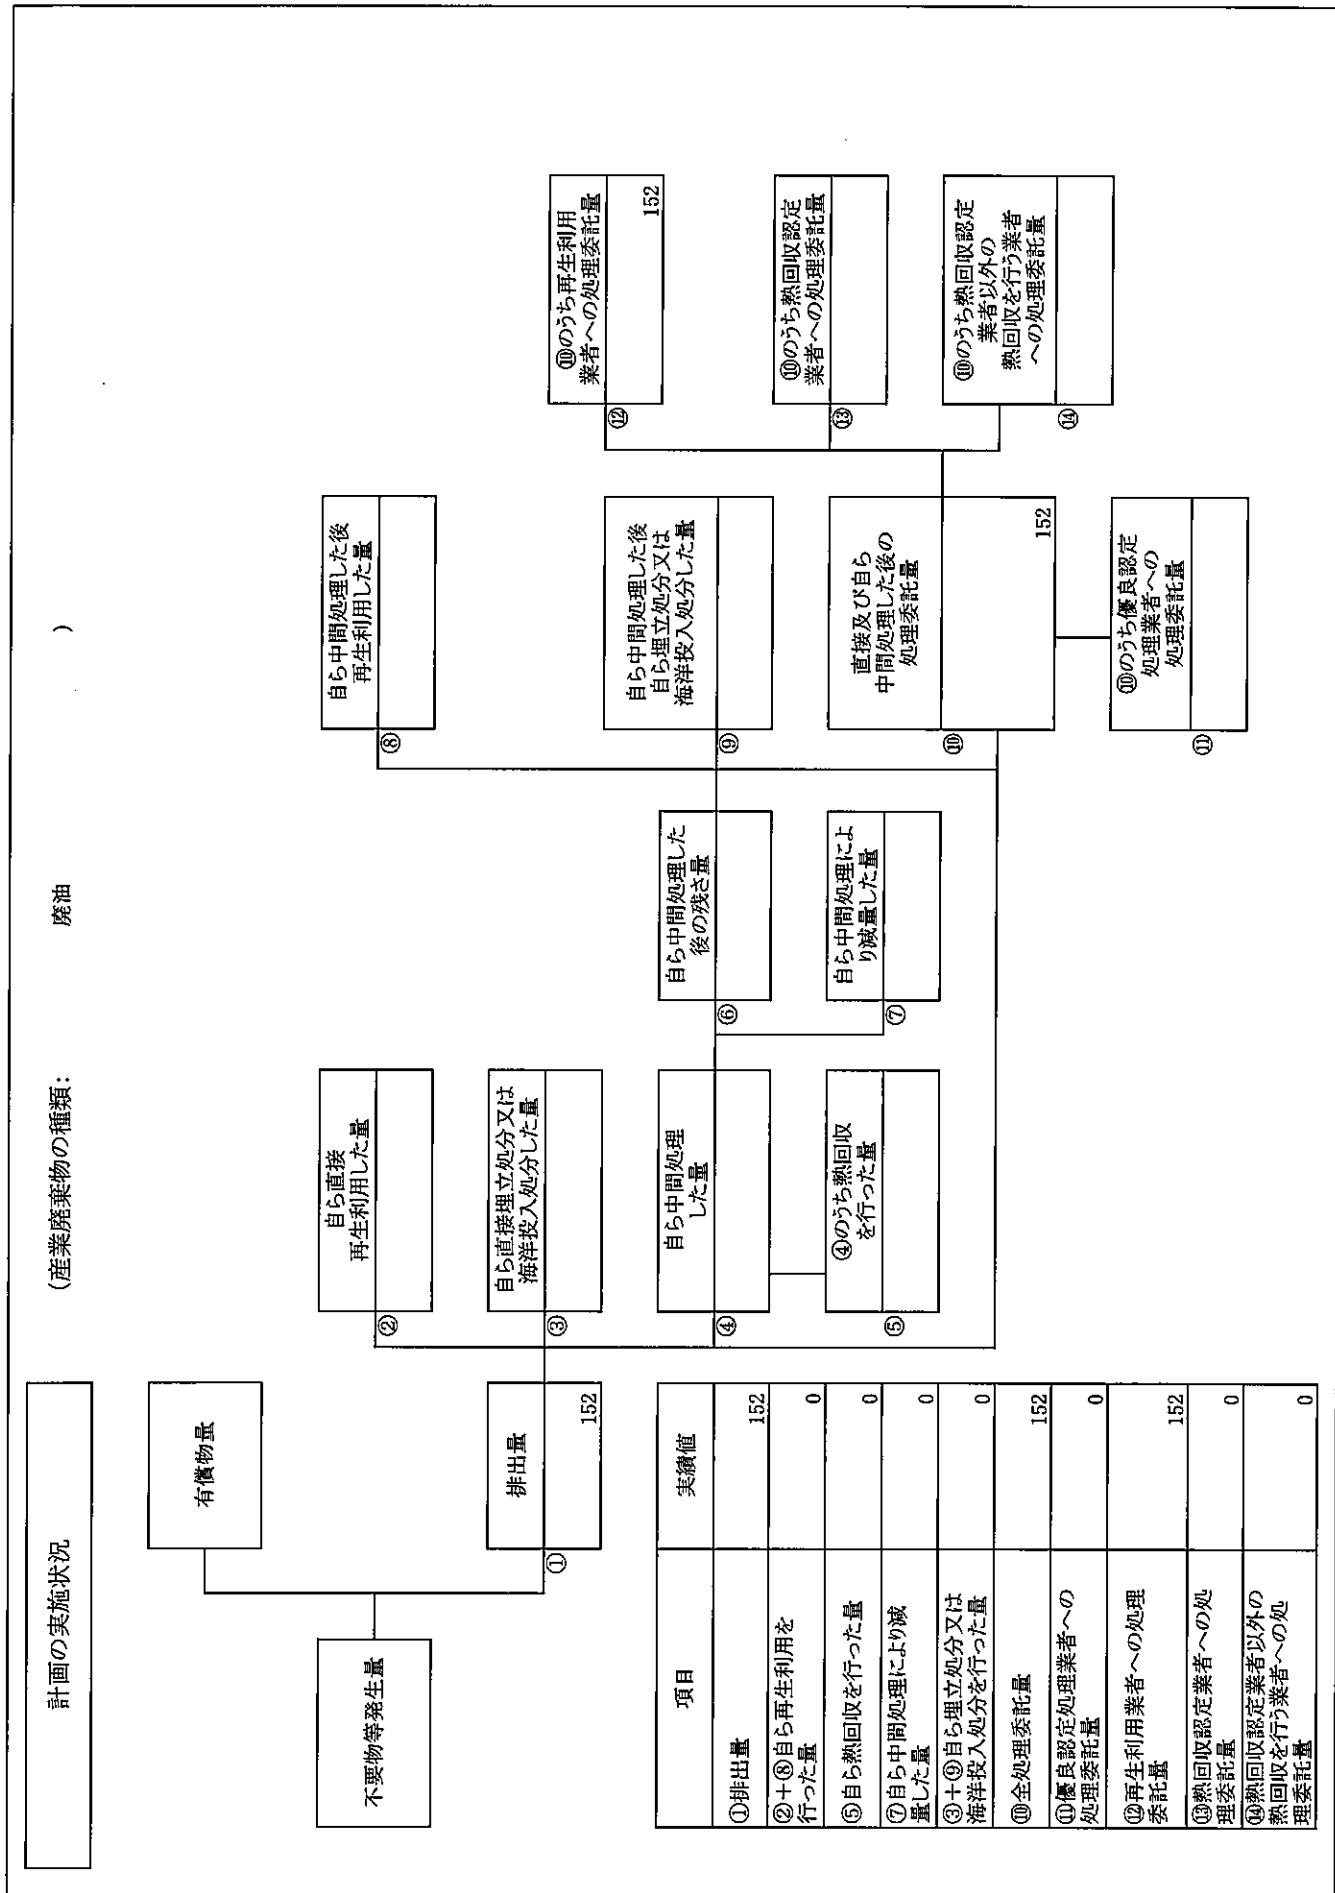 計画の実施状況
(産業廃棄物の種類: 廃油 )
不要物等発生量
有償物量
排出量
①
152
自ら直接
再生利用した量
②
自ら直接埋立処分又は
海洋投入処分した量
③
自ら中間処理
した量
④
④のうち熱回収
を行った量
⑤
自ら中間処理した
後の残さ量
⑥
自ら中間処理によ
り減量した量
⑦
自ら中間処理した後
再生利用した量
⑧
自ら中間処理した後
自ら埋立処分又は
海洋投入処分した量
⑨
直接及び自ら
中間処理した後の
処理委託量
⑩
152
⑩のうち優良認定
処理業者への
処理委託量
⑪
⑩のうち再生利用
業者への処理委託量
⑫
152
⑩のうち熱回収認定
業者への処理委託量
⑬
⑩のうち熱回収認定
業者以外の
熱回収を行う業者
への処理委託量
⑭
項目 実績値
①排出量 152
②+⑧自ら再生利用を
行った量 0
⑤自ら熱回収を行った量 0
⑦自ら中間処理により減
量した量 0
③+⑨自ら埋立処分又は
海洋投入処分を行った量 0
⑩全処理委託量 152
⑪優良認定処理業者への
処理委託量 0
⑫再生利用業者への処理
委託量 152
⑬熱回収認定業者への処
理委託量 0
⑭熱回収認定業者以外の
熱回収を行う業者への処
理委託量 0